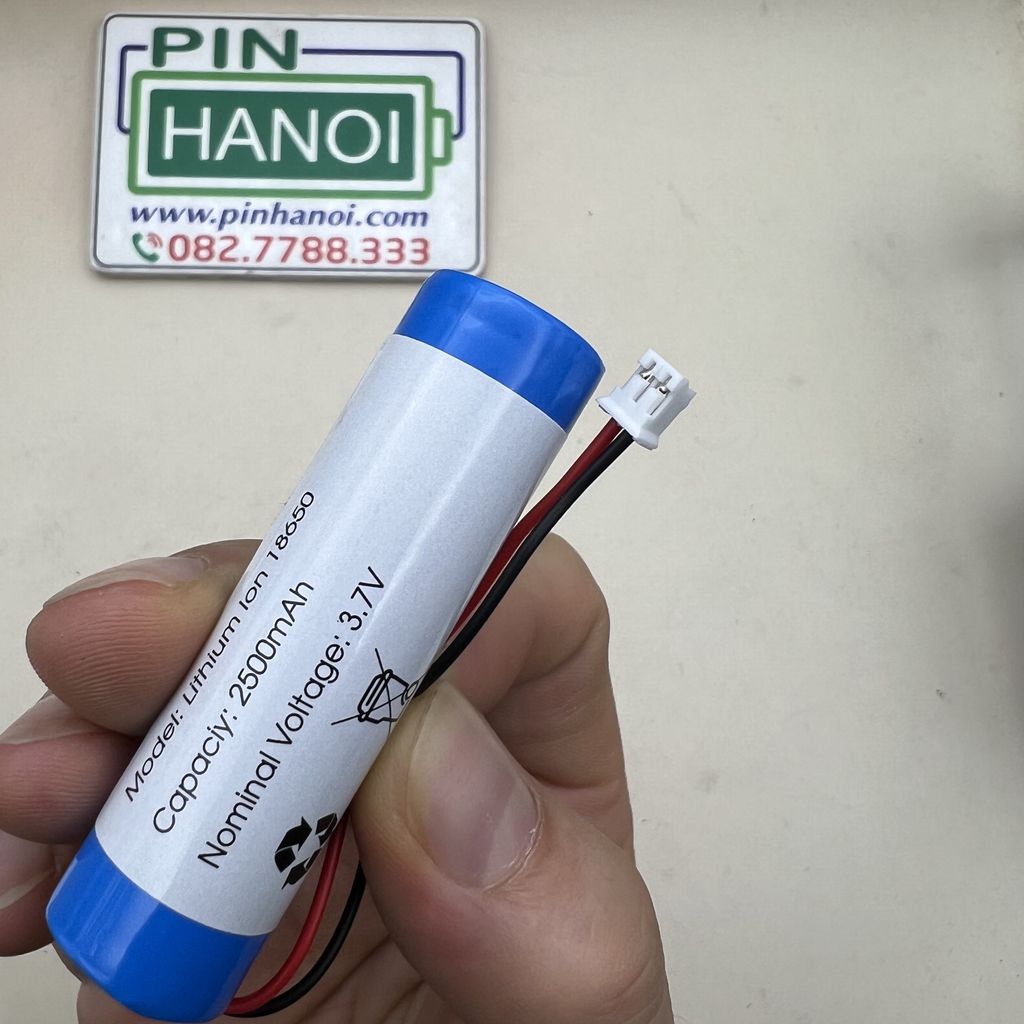 PIN
HANOI
www.pinhanoi.com
082.7788.333
Model: Lithium Ion 18650
Capaciy: 2500mAh
Nominal Voltage: 3.7V